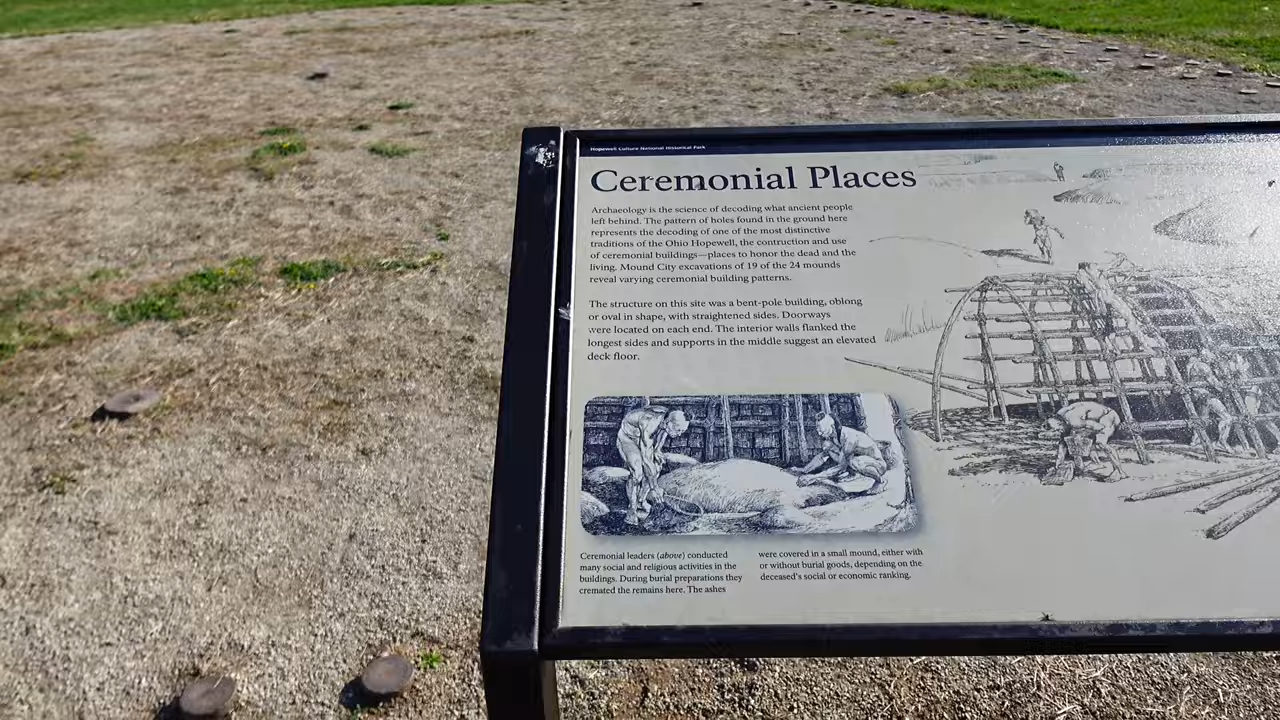 Hopewell Culture National Historical Park
Ceremonial Places
Archaeology is the science of decoding what ancient people
left behind. The pattern of holes found in the ground here
represents the decoding of one of the most distinctive
traditions of the Ohio Hopewell, the contruction and use
of ceremonial buildings—places to honor the dead and the
living. Mound City excavations of 19 of the 24 mounds
reveal varying ceremonial building patterns.
The structure on this site was a bent-pole building, oblong
or oval in shape, with straightened sides. Doorways
were located on each end. The interior walls flanked the
longest sides and supports in the middle suggest an elevated
deck floor.
Ceremonial leaders (above) conducted
many social and religious activities in the
buildings. During burial preparations they
cremated the remains here. The ashes
were covered in a small mound, either with
or without burial goods, depending on the
deceased's social or economic ranking.